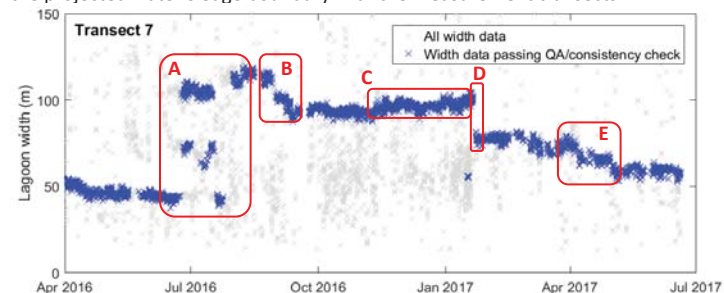 150
Transect 7
All width data
Width data passing QA/consistency check
A
B
C
D
E
100
50
0
Lagoon width (m)
Apr 2016
Jul 2016
Oct 2016
Jan 2017
Apr 2017
Jul 2017